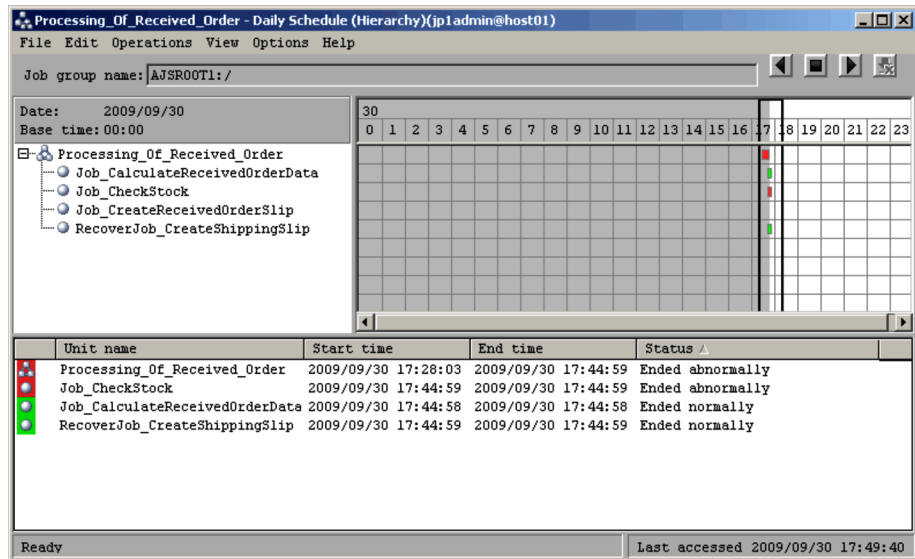 Processing_Of_Received_Order - Daily Schedule (Hierarchy)(jp1admin@host01)
File Edit Operations View Options Help
Job group name: AJSROOT1:/
Date: 2009/09/30
Base time: 00:00
30
0 1 2 3 4 5 6 7 8 9 10 11 12 13 14 15 16 17 18 19 20 21 22 23
Processing_Of_Received_Order
Job_CalculateReceivedOrderData
Job_CheckStock
Job_CreateReceivedOrderSlip
RecoverJob_CreateShippingSlip
Unit name Start time End time Status
Processing_Of_Received_Order 2009/09/30 17:28:03 2009/09/30 17:44:59 Ended abnormally
Job_CheckStock 2009/09/30 17:44:59 2009/09/30 17:44:59 Ended abnormally
Job_CalculateReceivedOrderData 2009/09/30 17:44:58 2009/09/30 17:44:58 Ended normally
RecoverJob_CreateShippingSlip 2009/09/30 17:44:59 2009/09/30 17:44:59 Ended normally
Ready Last accessed 2009/09/30 17:49:40